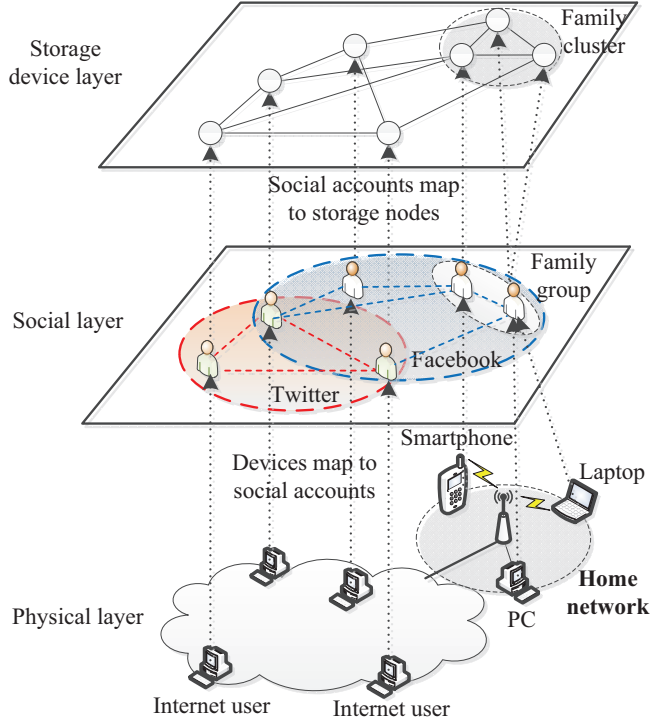 Storage
device layer
Family
cluster
Social accounts map
to storage nodes
Social layer
Family
group
Facebook
Twitter
Devices map to
social accounts
Smartphone
Laptop
Physical layer
PC
Home
network
Internet user
Internet user